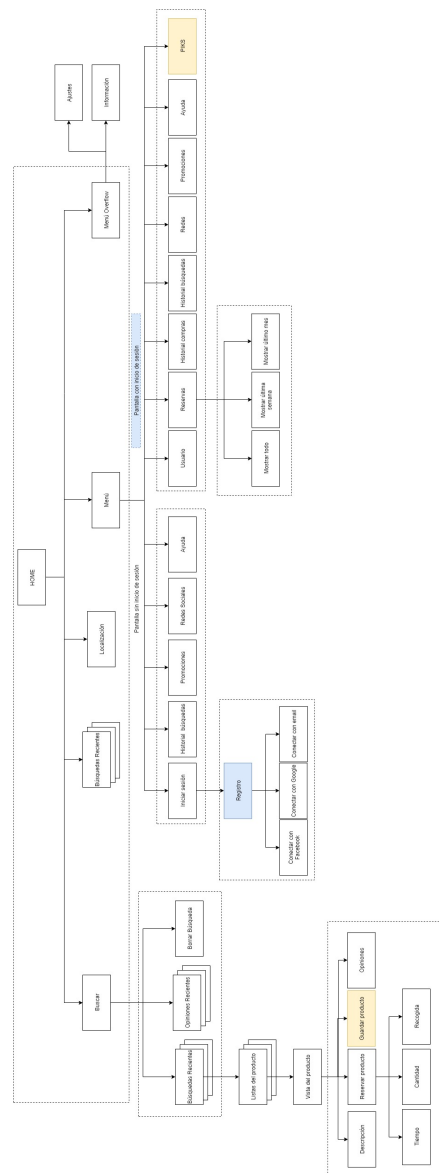 HOME
Buscar
Búsquedas Recientes
Localización
Menú
Menú Overflow
Ajustes
Información
Pantalla sin inicio de sesión
Pantalla con inicio de sesión
Iniciar sesión
Historial búsquedas
Promociones
Redes Sociales
Ayuda
Usuario
Reservas
Historial compras
Historial búsquedas
Redes
Promociones
Ayuda
Registro
Conectar con
Facebook
Conectar con Google
Conectar con email
Mostrar todo
Mostrar última
semana
Mostrar último mes
Búsquedas Recientes
Opiniones Recientes
Borrar Búsqueda
Listas del producto
Vista del producto
Descripción
Reservar producto
Guardar producto
Opiniones
Tiempo
Cantidad
Recogida